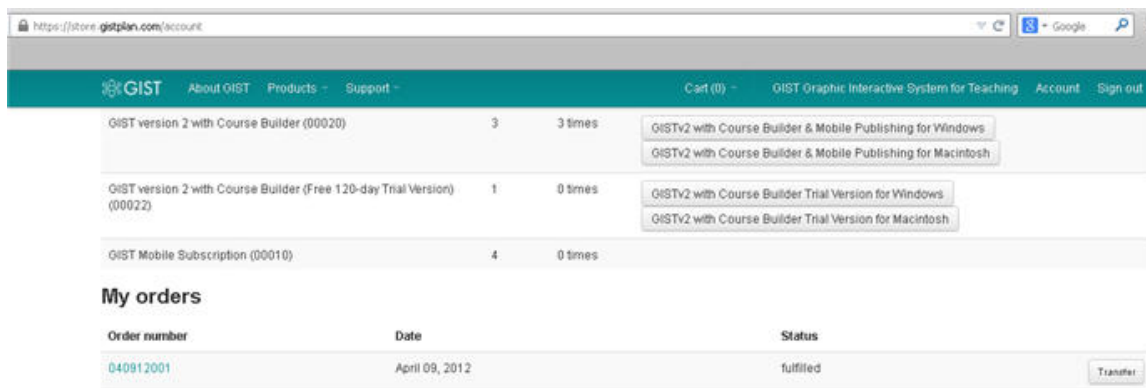 https://store.gistplan.com/account
Google
GIST About GIST Products Support Cart (0) GIST Graphic Interactive System for Teaching Account Sign out
GIST version 2 with Course Builder (00020) 3 3 times GISTv2 with Course Builder & Mobile Publishing for Windows
GISTv2 with Course Builder & Mobile Publishing for Macintosh
GIST version 2 with Course Builder (Free 120-day Trial Version) 1 0 times GISTv2 with Course Builder Trial Version for Windows
(00022) GISTv2 with Course Builder Trial Version for Macintosh
GIST Mobile Subscription (00010) 4 0 times
My orders
Order number Date Status
040912001 April 09, 2012 fulfilled Transfer